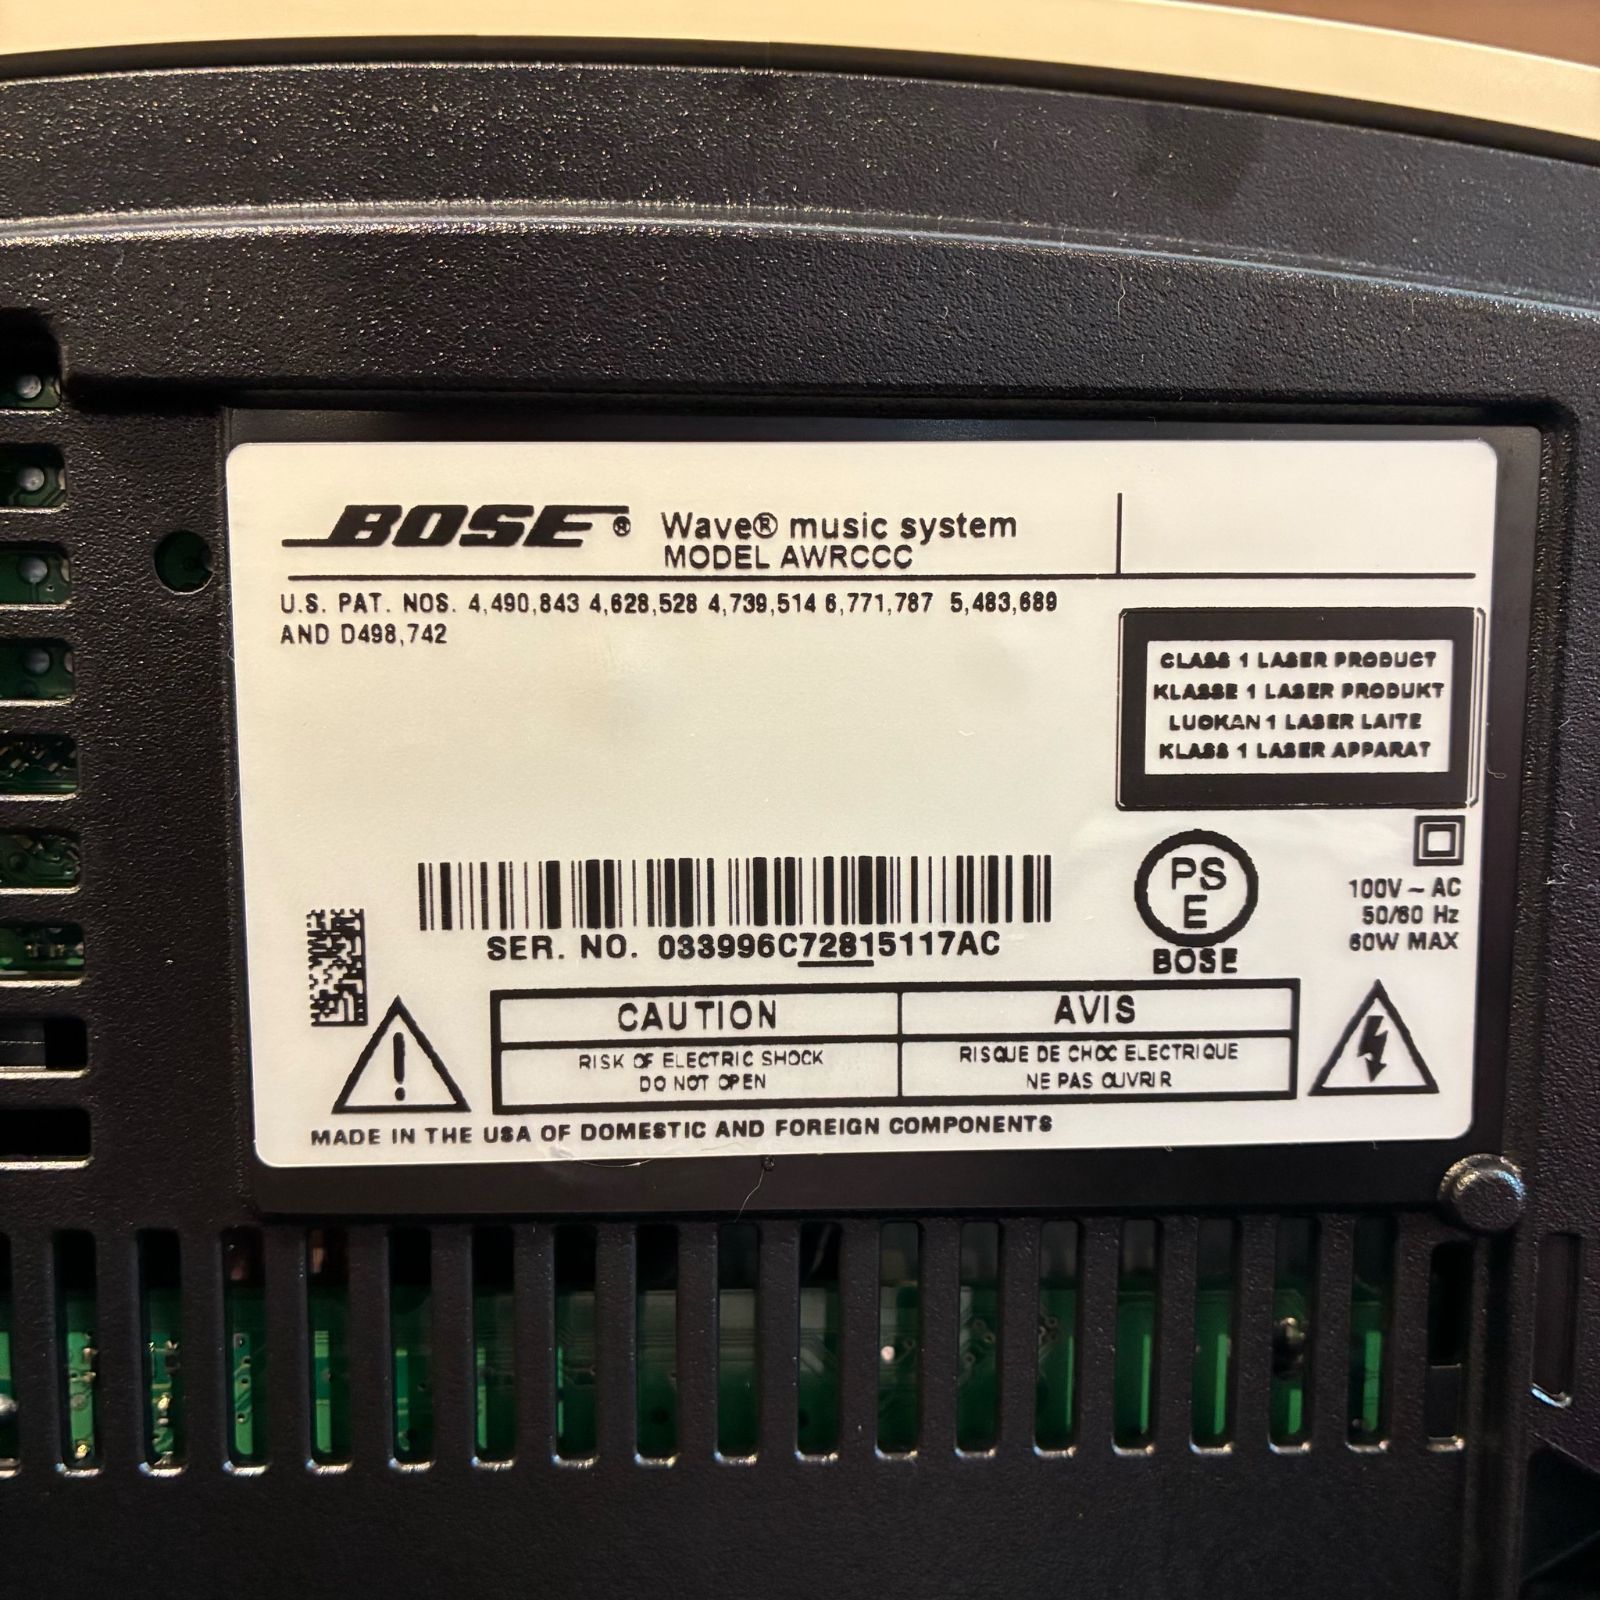 BOSE® Wave® music system
MODEL AWRCCC
U.S. PAT. NOS. 4,490,843 4,628,528 4,739,514 6,771,787 5,483,689
AND D498,742
CLASS 1 LASER PRODUCT
KLASSE 1 LASER PRODUKT
LUOKAN 1 LASER LAITE
KLASS 1 LASER APPARAT
PS
E
BOSE
100V ~ AC
50/60 Hz
60W MAX
SER. NO. 033996C72815117AC
CAUTION
RISK OF ELECTRIC SHOCK
DO NOT OPEN
AVIS
RISQUE DE CHOC ELECTRIQUE
NE PAS OUVRIR
MADE IN THE USA OF DOMESTIC AND FOREIGN COMPONENTS